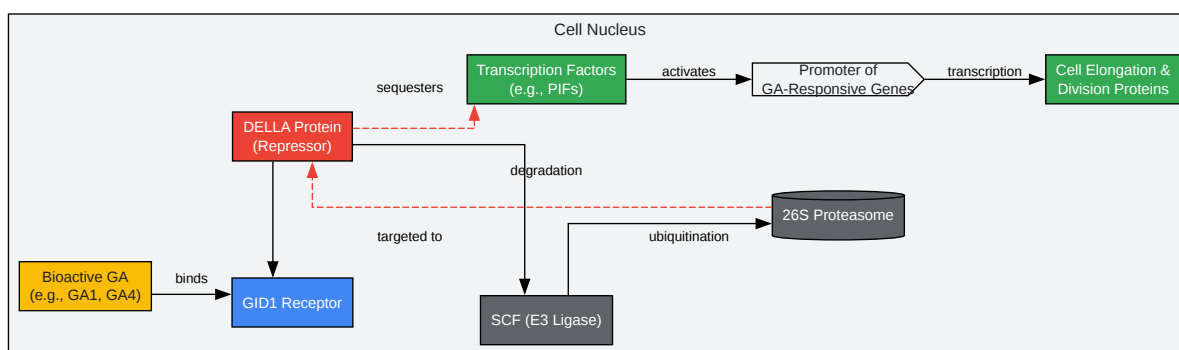 Cell Nucleus
Transcription Factors
(e.g., PIFs)
activates
Promoter of
GA-Responsive Genes
transcription
Cell Elongation &
Division Proteins
sequesters
DELLA Protein
(Repressor)
degradation
26S Proteasome
targeted to
ubiquitination
Bioactive GA
(e.g., GA1, GA4)
binds
GID1 Receptor
SCF (E3 Ligase)